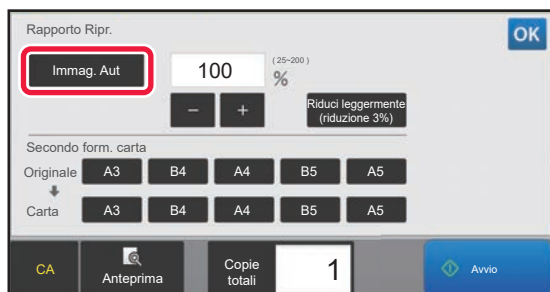 Rapporto Ripr.
OK
Immag. Aut
100
(25~200)
%
−
+
Riduci leggermente
(riduzione 3%)
Secondo form. carta
Originale A3 B4 A4 B5 A5
Carta A3 B4 A4 B5 A5
CA
Anteprima
Copie
totali
1
Avvio